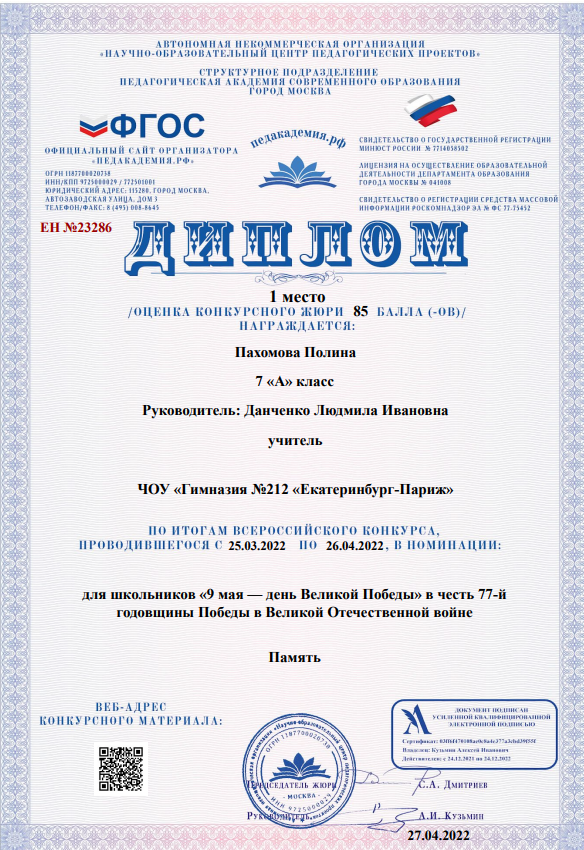 АВТОНОМНАЯ НЕКОММЕРЧЕСКАЯ ОРГАНИЗАЦИЯ
«НАУЧНО-ОБРАЗОВАТЕЛЬНЫЙ ЦЕНТР ПЕДАГОГИЧЕСКИХ ПРОЕКТОВ»
СТРУКТУРНОЕ ПОДРАЗДЕЛЕНИЕ
ПЕДАГОГИЧЕСКАЯ АКАДЕМИЯ СОВРЕМЕННОГО ОБРАЗОВАНИЯ
ГОРОД МОСКВА
ФГОС
ОФИЦИАЛЬНЫЙ САЙТ ОРГАНИЗАТОРА
«ПЕДАКАДЕМИЯ.РФ»
ОГРН 1187700020738
ИНН/КПП 9725000029 / 772501001
ЮРИДИЧЕСКИЙ АДРЕС: 115280, ГОРОД МОСКВА,
АВТОЗАВОДСКАЯ УЛИЦА, ДОМ 3
ТЕЛЕФОН/ФАКС: 8 (495) 008-8645
педакадемия.рф
СВИДЕТЕЛЬСТВО О ГОСУДАРСТВЕННОЙ РЕГИСТРАЦИИ
МИНЮСТ РОССИИ № 7714058502
ЛИЦЕНЗИЯ НА ОСУЩЕСТВЛЕНИЕ ОБРАЗОВАТЕЛЬНОЙ
ДЕЯТЕЛЬНОСТИ ДЕПАРТАМЕНТА ОБРАЗОВАНИЯ
ГОРОДА МОСКВЫ № 041008
СВИДЕТЕЛЬСТВО О РЕГИСТРАЦИИ СРЕДСТВА МАССОВОЙ
ИНФОРМАЦИИ РОСКОМНАДЗОР ЭЛ № ФС 77-75452
ЕН №23286
ДИПЛОМ
1 место
/ОЦЕНКА КОНКУРСНОГО ЖЮРИ 85 БАЛЛА (-ОВ)/
НАГРАЖДАЕТСЯ:
Пахомова Полина
7 «А» класс
Руководитель: Данченко Людмила Ивановна
учитель
ЧОУ «Гимназия №212 «Екатеринбург-Париж»
ПО ИТОГАМ ВСЕРОССИЙСКОГО КОНКУРСА,
ПРОВОДИВШЕГОСЯ С 25.03.2022 ПО 26.04.2022, В НОМИНАЦИИ:
для школьников «9 мая — день Великой Победы» в честь 77-й
годовщины Победы в Великой Отечественной войне
Память
ВЕБ-АДРЕС
КОНКУРСНОГО МАТЕРИАЛА:
ОГРН 1187700020738
МОСКВА
ИНН 9725000029
ДОКУМЕНТ ПОДПИСАН
УСИЛЕННОЙ КВАЛИФИЦИРОВАННОЙ
ЭЛЕКТРОННОЙ ПОДПИСЬЮ
Сертификат:
Владелец: Кузьмин Алексей Иванович
Действителен: с 24.12.2021 по 24.12.2022
ПРЕДСЕДАТЕЛЬ ЖЮРИ С.А. ДМИТРИЕВ
РУКОВОДИТЕЛЬ А.И. КУЗЬМИН
27.04.2022